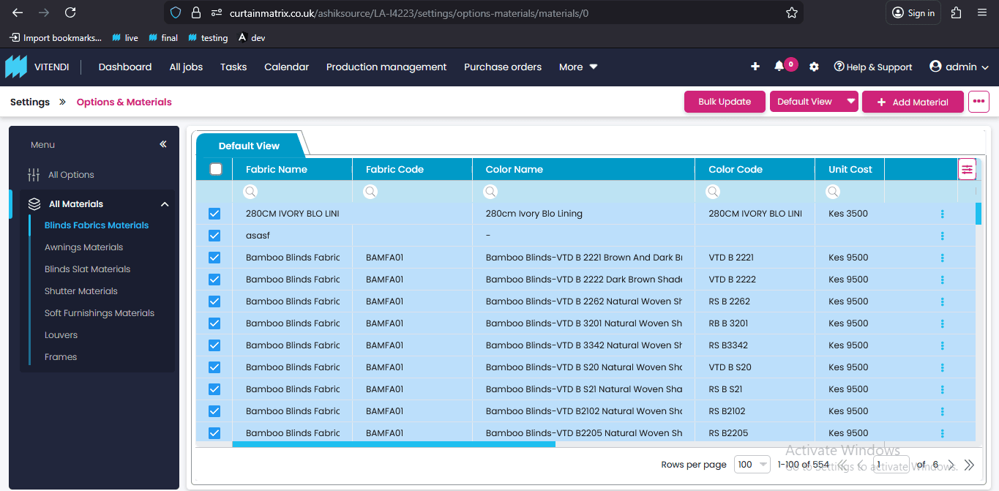 curtainmatrix.co.uk/ashiksource/LA-I4223/settings/options-materials/materials/0
Sign in
Import bookmarks... live final testing dev
VITENDI Dashboard All jobs Tasks Calendar Production management Purchase orders More 0 Help & Support admin
Settings » Options & Materials Bulk Update Default View + Add Material
Menu
All Options
All Materials
Blinds Fabrics Materials
Awnings Materials
Blinds Slat Materials
Shutter Materials
Soft Furnishings Materials
Louvers
Frames
Default View
Fabric Name Fabric Code Color Name Color Code Unit Cost
280CM IVORY BLO LINI 280cm Ivory Blo Lining 280CM IVORY BLO LINI Kes 3500
asasf -
Bamboo Blinds Fabric BAMFA01 Bamboo Blinds-VTD B 2221 Brown And Dark Br VTD B 2221 Kes 9500
Bamboo Blinds Fabric BAMFA01 Bamboo Blinds-VTD B 2222 Dark Brown Shade VTD B 2222 Kes 9500
Bamboo Blinds Fabric BAMFA01 Bamboo Blinds-VTD B 2262 Natural Woven Sh RS B 2262 Kes 9500
Bamboo Blinds Fabric BAMFA01 Bamboo Blinds-VTD B 3201 Natural Woven Sh RB B 3201 Kes 9500
Bamboo Blinds Fabric BAMFA01 Bamboo Blinds-VTD B 3342 Natural Woven Sh RS B3342 Kes 9500
Bamboo Blinds Fabric BAMFA01 Bamboo Blinds-VTD B S20 Natural Woven Sha VTD B S20 Kes 9500
Bamboo Blinds Fabric BAMFA01 Bamboo Blinds-VTD B S21 Natural Woven Sha RS B S21 Kes 9500
Bamboo Blinds Fabric BAMFA01 Bamboo Blinds-VTD B2102 Natural Woven Sha RS B2102 Kes 9500
Bamboo Blinds Fabric BAMFA01 Bamboo Blinds-VTD B2205 Natural Woven Sh RS B2205 Kes 9500
Activate Windows
Go to Settings to activate Windows.
Rows per page 100 1-100 of 554 1 of 6